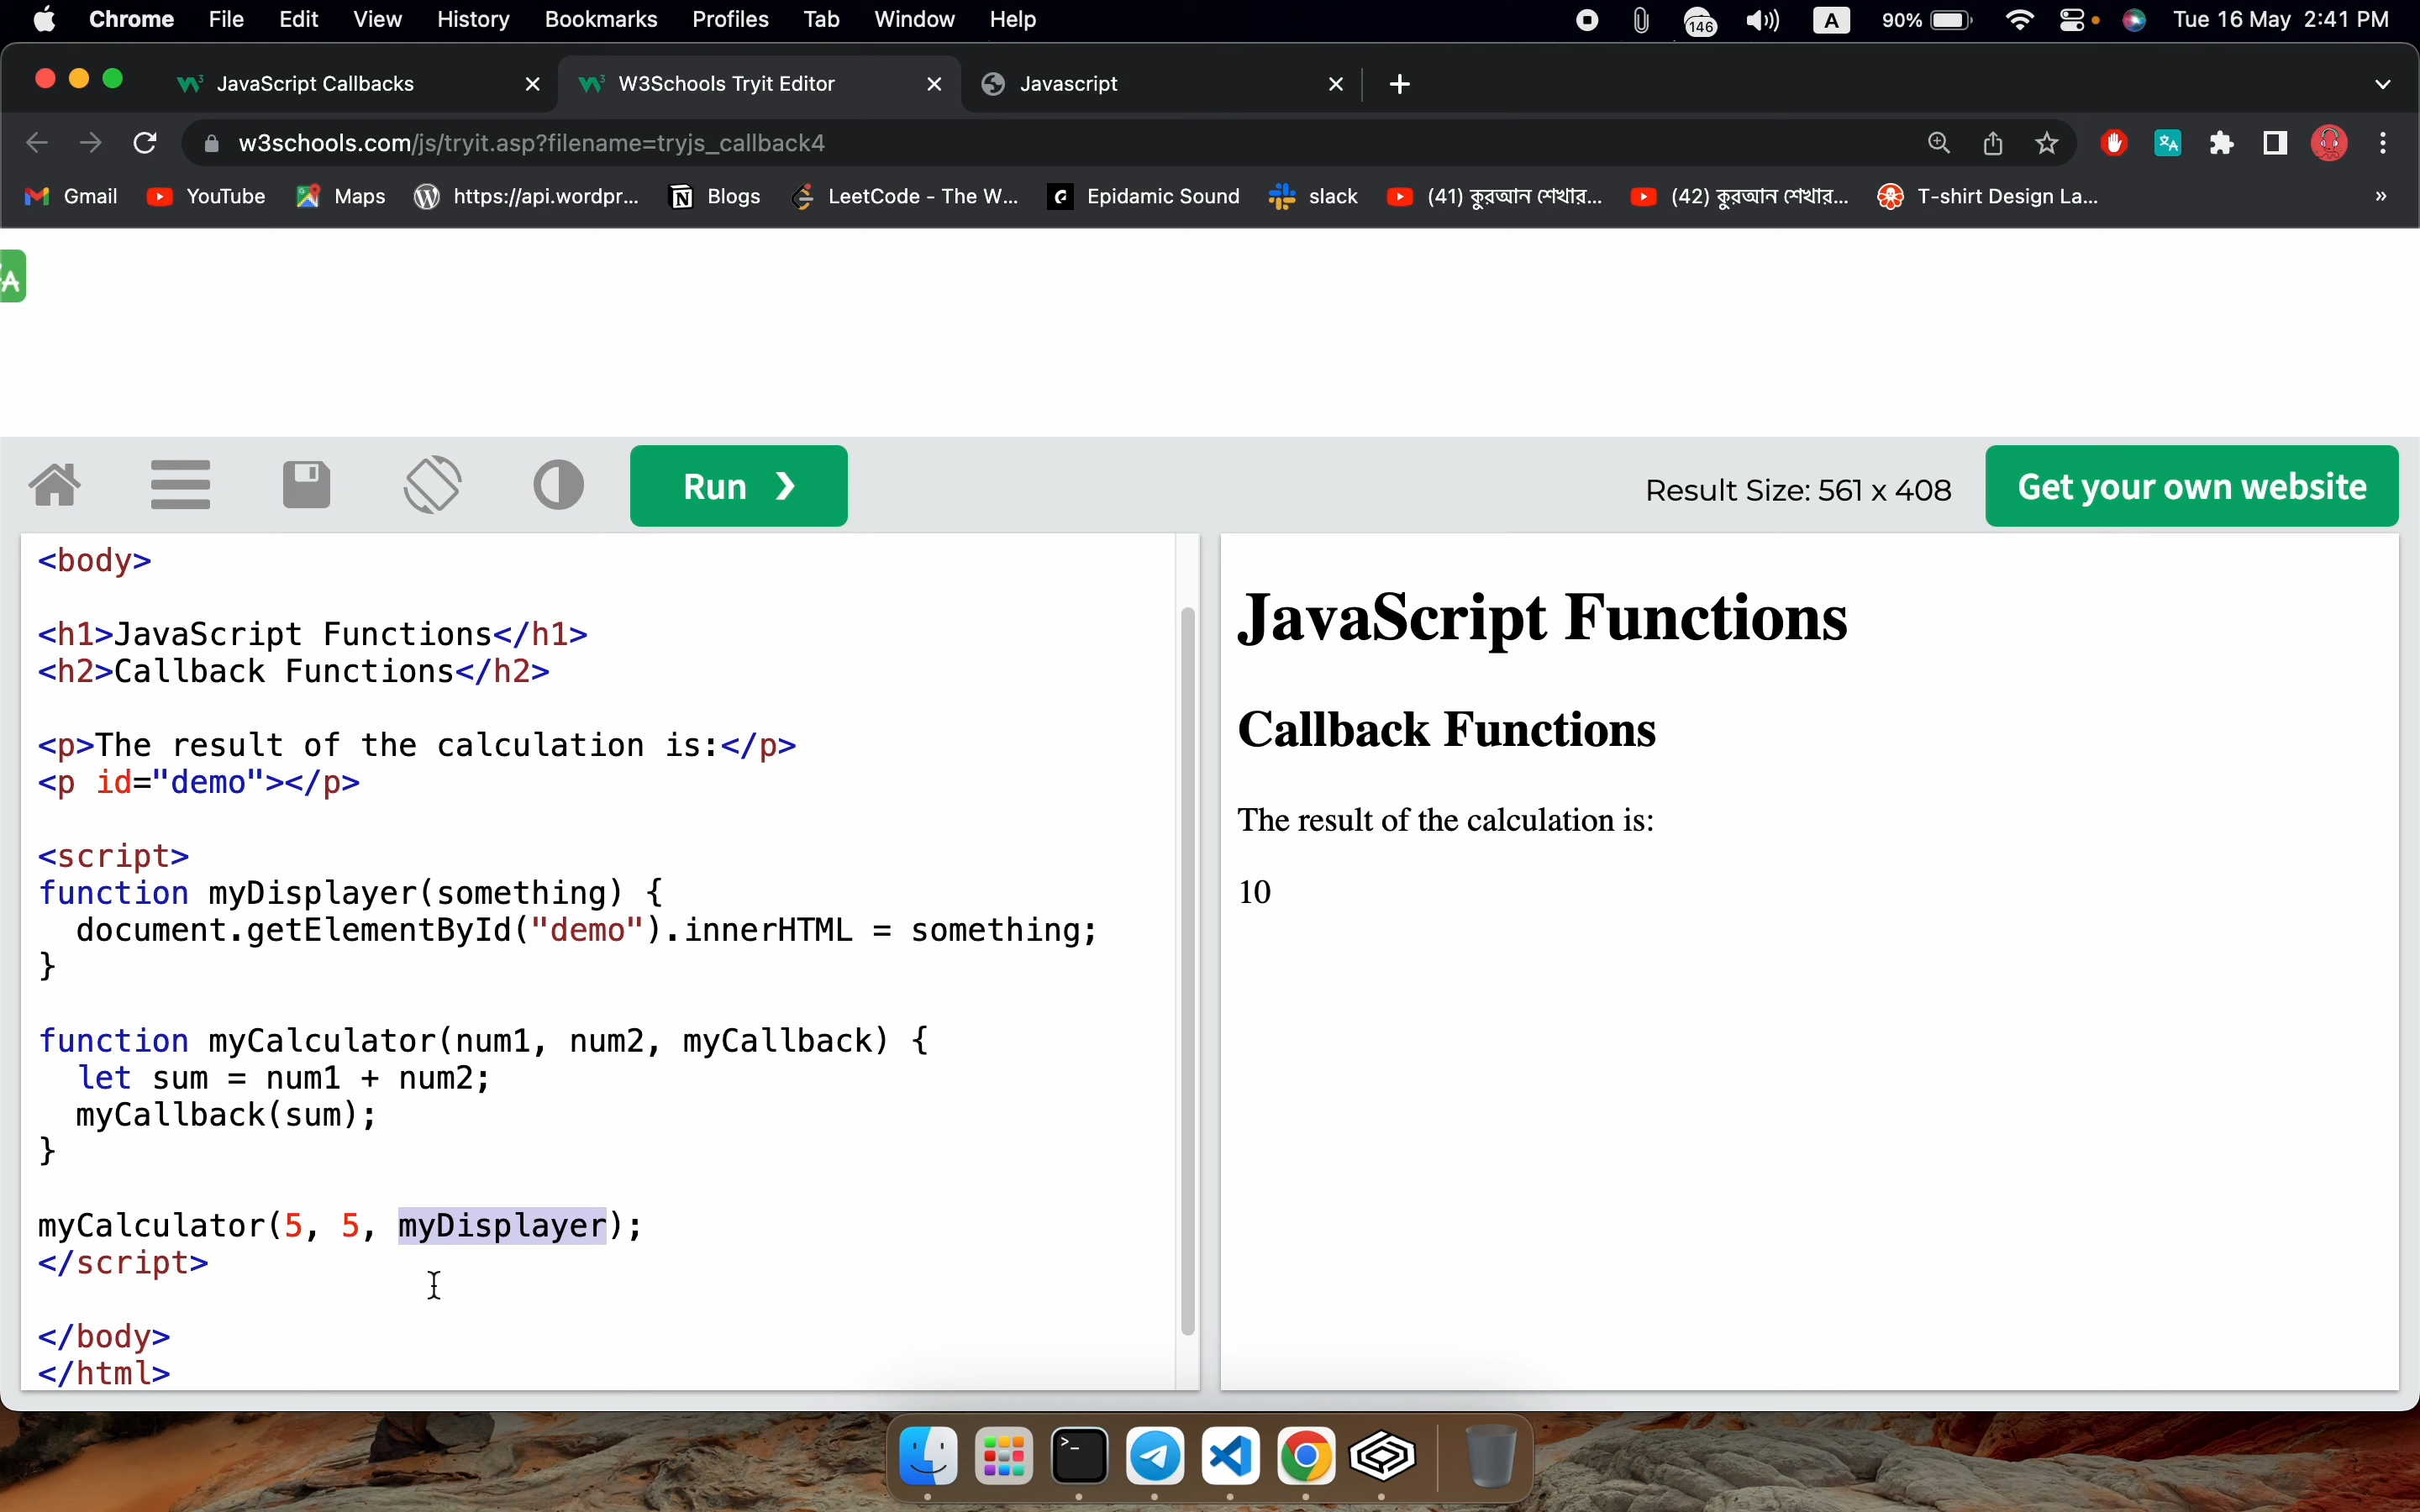 Chrome File Edit View History Bookmarks Profiles Tab Window Help 146 A 90% Tue 16 May 2:41 PM
JavaScript Callbacks W3Schools Tryit Editor Javascript
w3schools.com/js/tryit.asp?filename=tryjs_callback4
Gmail YouTube Maps https://api.wordpr... Blogs LeetCode - The W... Epidamic Sound slack (41) কুরআন শেখার... (42) কুরআন শেখার... T-shirt Design La... »
A
Run ❯ Result Size: 561 x 408 Get your own website
<body>
<h1>JavaScript Functions</h1>
<h2>Callback Functions</h2>
<p>The result of the calculation is:</p>
<p id="demo"></p>
<script>
function myDisplayer(something) {
document.getElementById("demo").innerHTML = something;
}
function myCalculator(num1, num2, myCallback) {
let sum = num1 + num2;
myCallback(sum);
}
myCalculator(5, 5, myDisplayer);
</script>
</body>
</html>
JavaScript Functions
Callback Functions
The result of the calculation is:
10